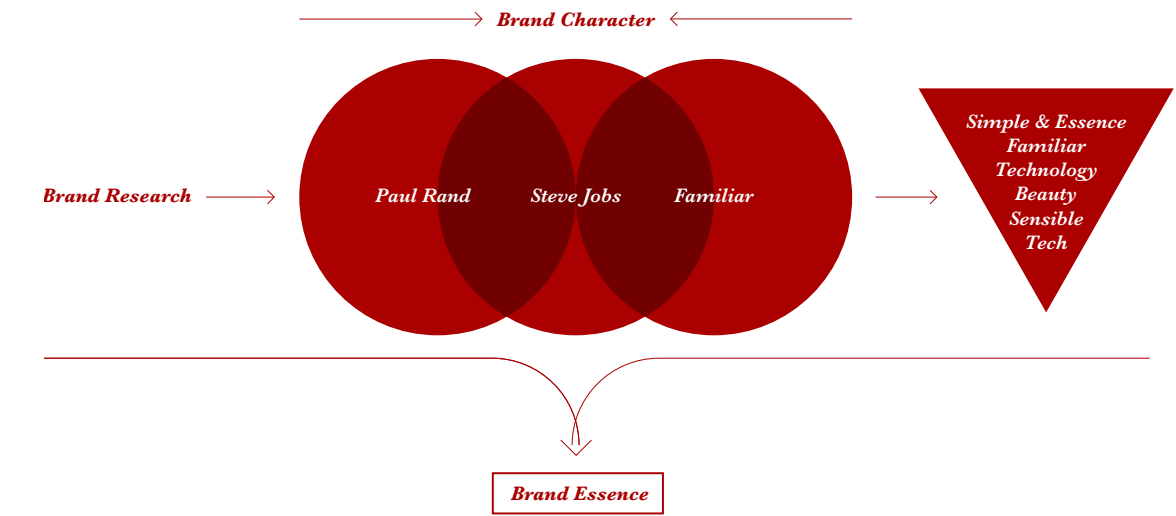 Brand Character
Brand Research
Paul Rand
Steve Jobs
Familiar
Simple & Essence
Familiar
Technology
Beauty
Sensible
Tech
Brand Essence